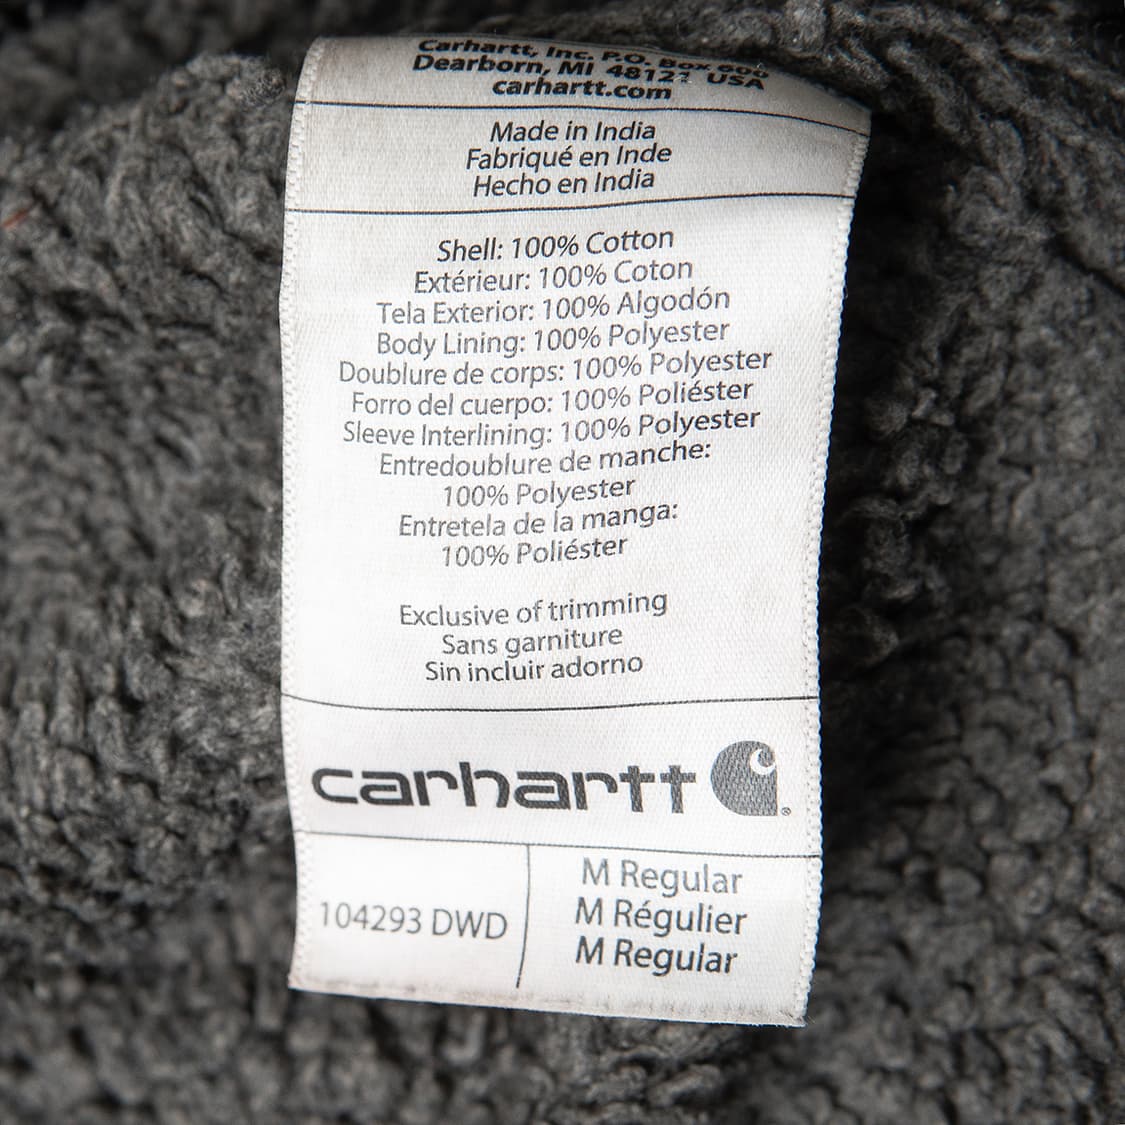 Carhartt, Inc. P.O. Box 600
Dearborn, MI 48121 USA
carhartt.com
Made in India
Fabriqué en Inde
Hecho en India
Shell: 100% Cotton
Extérieur: 100% Coton
Tela Exterior: 100% Algodón
Body Lining: 100% Polyester
Doublure de corps: 100% Polyester
Forro del cuerpo: 100% Poliéster
Sleeve Interlining: 100% Polyester
Entredoublure de manche:
100% Polyester
Entretela de la manga:
100% Poliéster
Exclusive of trimming
Sans garniture
Sin incluir adorno
carhartt
104293 DWD
M Regular
M Régulier
M Regular